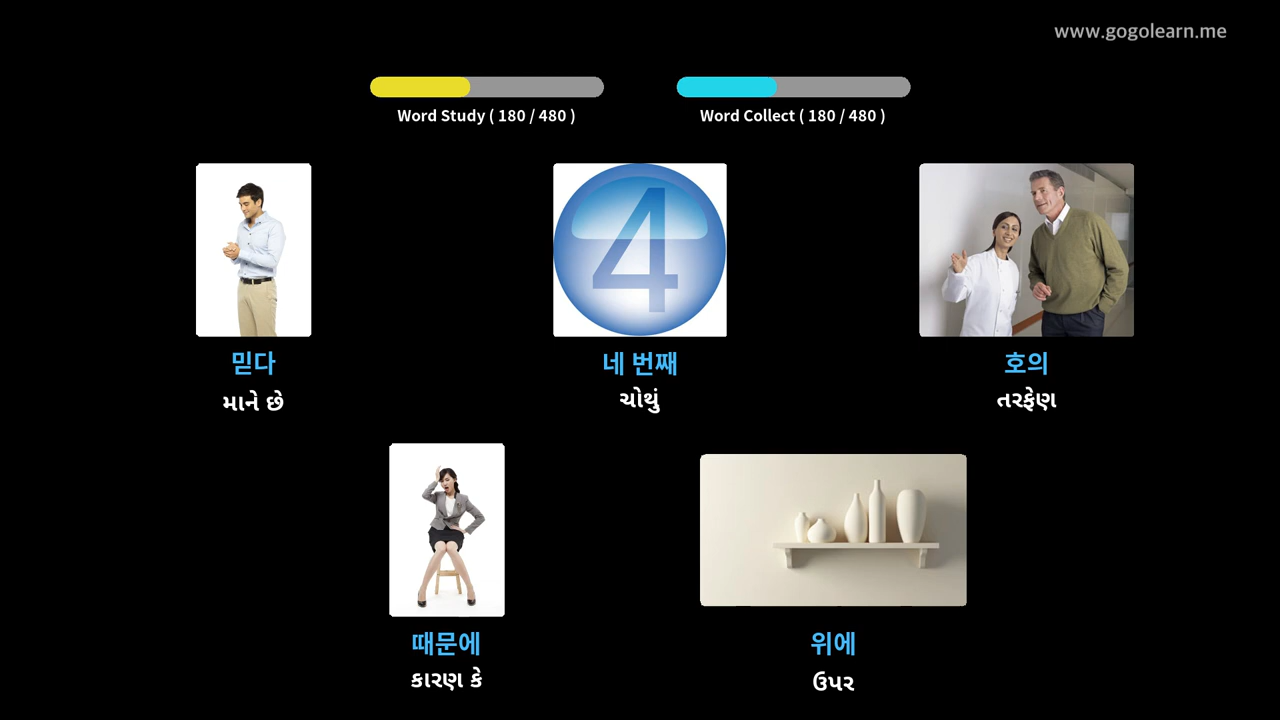 www.gogolearn.me
Word Study ( 180 / 480 )
Word Collect ( 180 / 480 )
4
믿다
માને છે
네 번째
ચોથું
호의
તરફેણ
때문에
કારણ કે
위에
ઉપર